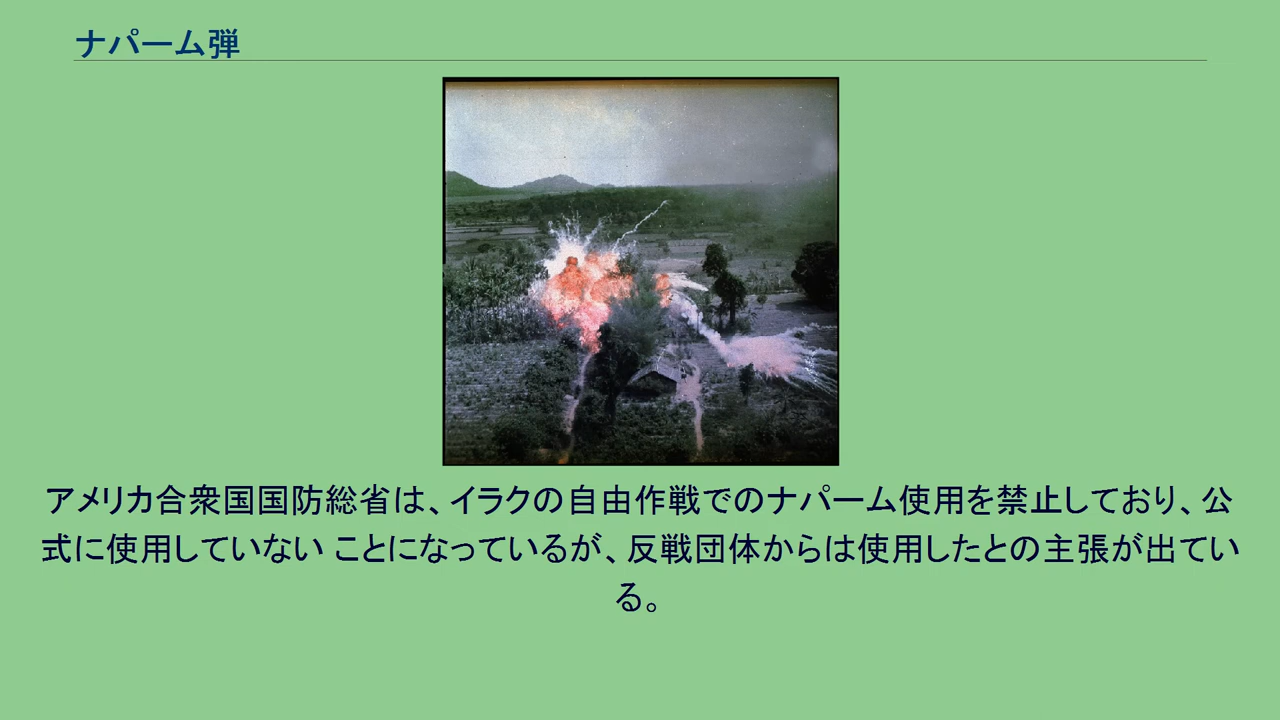 ナパーム弾
アメリカ合衆国国防総省は、イラクの自由作戦でのナパーム使用を禁止しており、公
式に使用していない ことになっているが、反戦団体からは使用したとの主張が出てい
る。